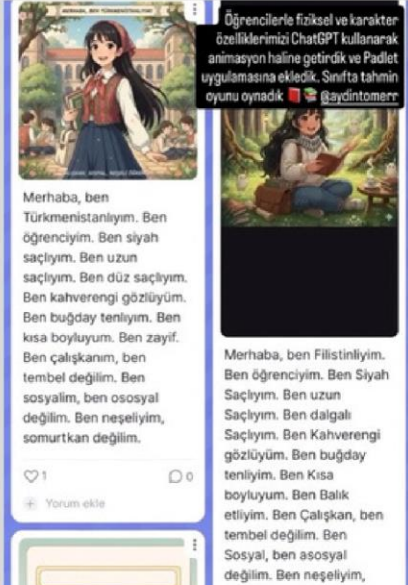 MERHABA, BEN TÜRKMENİSTANLIYIM!
Merhaba, ben
Türkmenistanlıyım. Ben
öğrenciyim. Ben siyah
saçlıyım. Ben uzun
saçlıyım. Ben düz saçlıyım.
Ben kahverengi gözlüyüm.
Ben buğday tenliyim. Ben
kısa boyluyum. Ben zayıf.
Ben çalışkanım, ben
tembel değilim. Ben
sosyalim, ben ososyal
değilim. Ben neşeliyim,
somurtkan değilim.
1
0
Yorum ekle
Öğrencilerle fiziksel ve karakter
özelliklerimizi ChatGPT kullanarak
animasyon haline getirdik ve Padlet
uygulamasına ekledik. Sınıfta tahmin
oyunu oynadık @aydintomerr
Merhaba, ben Filistinliyim.
Ben öğrenciyim. Ben Siyah
Saçlıyım. Ben uzun
Saçlıyım. Ben dalgalı
Saçlıyım. Ben Kahverengi
gözlüyüm. Ben buğday
tenliyim. Ben Kısa
boyluyum. Ben Balık
etliyim. Ben Çalışkan, ben
tembel değilim. Ben
Sosyal, ben asosyal
değilim. Ben neşeliyim,